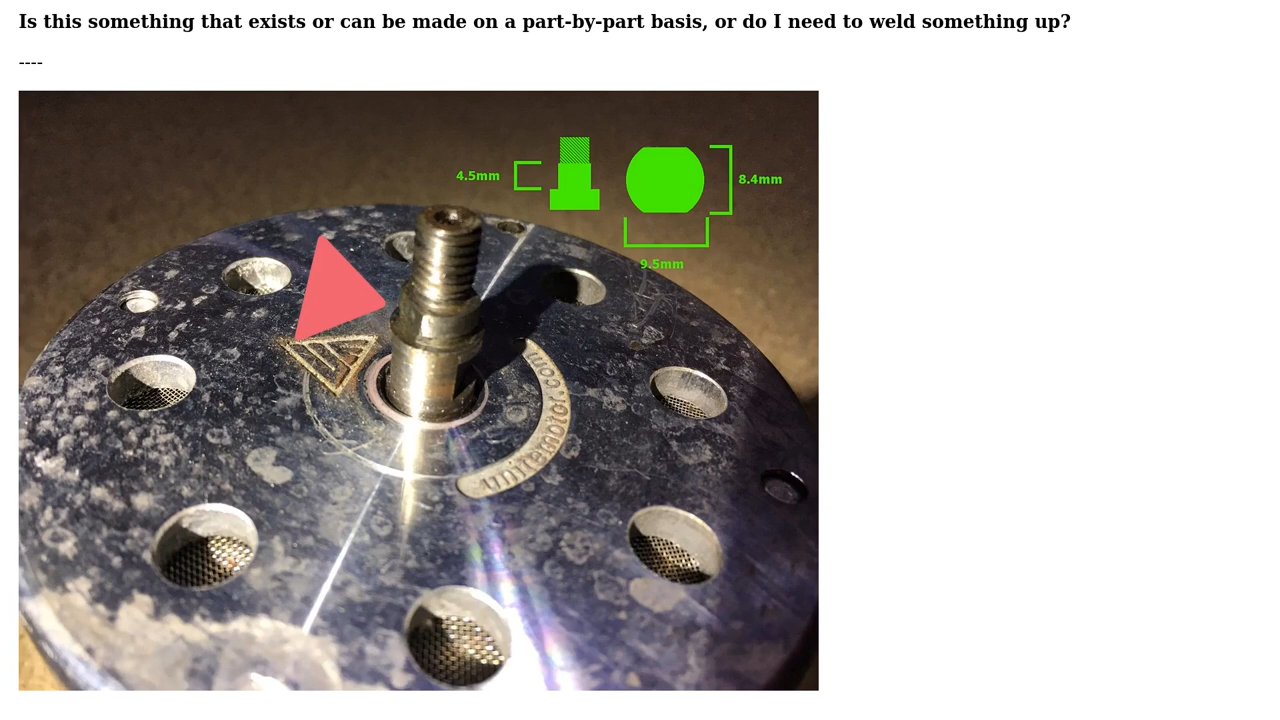 Is this something that exists or can be made on a part-by-part basis, or do I need to weld something up?
----
4.5mm
8.4mm
9.5mm
unitemotor.com